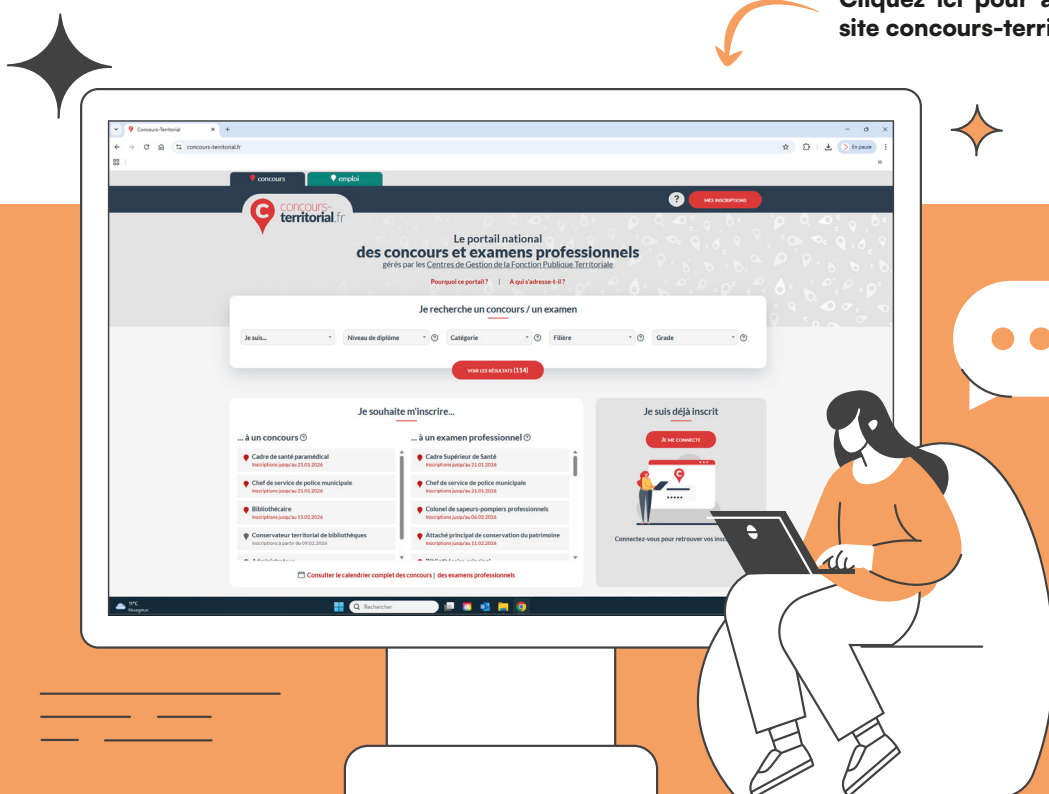 Cliquez ici pour a
site concours-terri
Concours-Territorial
concours-territorial.fr
En pause
concours
emploi
C
concours-
territorial.fr
?
MES INSCRIPTIONS
Le portail national
des concours et examens professionnels
gérés par les Centres de Gestion de la Fonction Publique Territoriale
Pourquoi ce portail ? | A qui s'adresse-t-il ?
Je recherche un concours / un examen
Je suis...
Niveau de diplôme
Catégorie
Filière
Grade
VOIR LES RÉSULTATS (114)
Je souhaite m'inscrire...
... à un concours
Cadre de santé paramédical
Inscriptions jusqu'au 21.01.2026
Chef de service de police municipale
Inscriptions jusqu'au 21.01.2026
Bibliothécaire
Inscriptions jusqu'au 11.02.2026
Conservateur territorial de bibliothèques
Inscriptions à partir du 09.02.2026
... à un examen professionnel
Cadre Supérieur de Santé
Inscriptions jusqu'au 21.01.2026
Chef de service de police municipale
Inscriptions jusqu'au 21.01.2026
Colonel de sapeurs-pompiers professionnels
Inscriptions jusqu'au 06.02.2026
Attaché principal de conservation du patrimoine
Inscriptions jusqu'au 11.02.2026
Consulter le calendrier complet des concours | des examens professionnels
Je suis déjà inscrit
JE ME CONNECTE
Connectez-vous pour retrouver vos insc
11°C
Nuageux
Rechercher